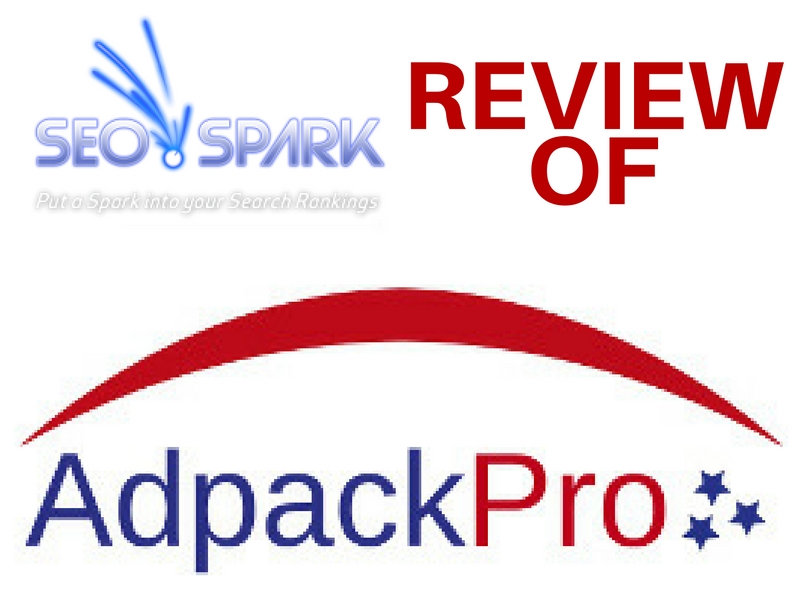 SEO SPARK
Put a Spark into your Search Rankings
REVIEW
OF
AdpackPro